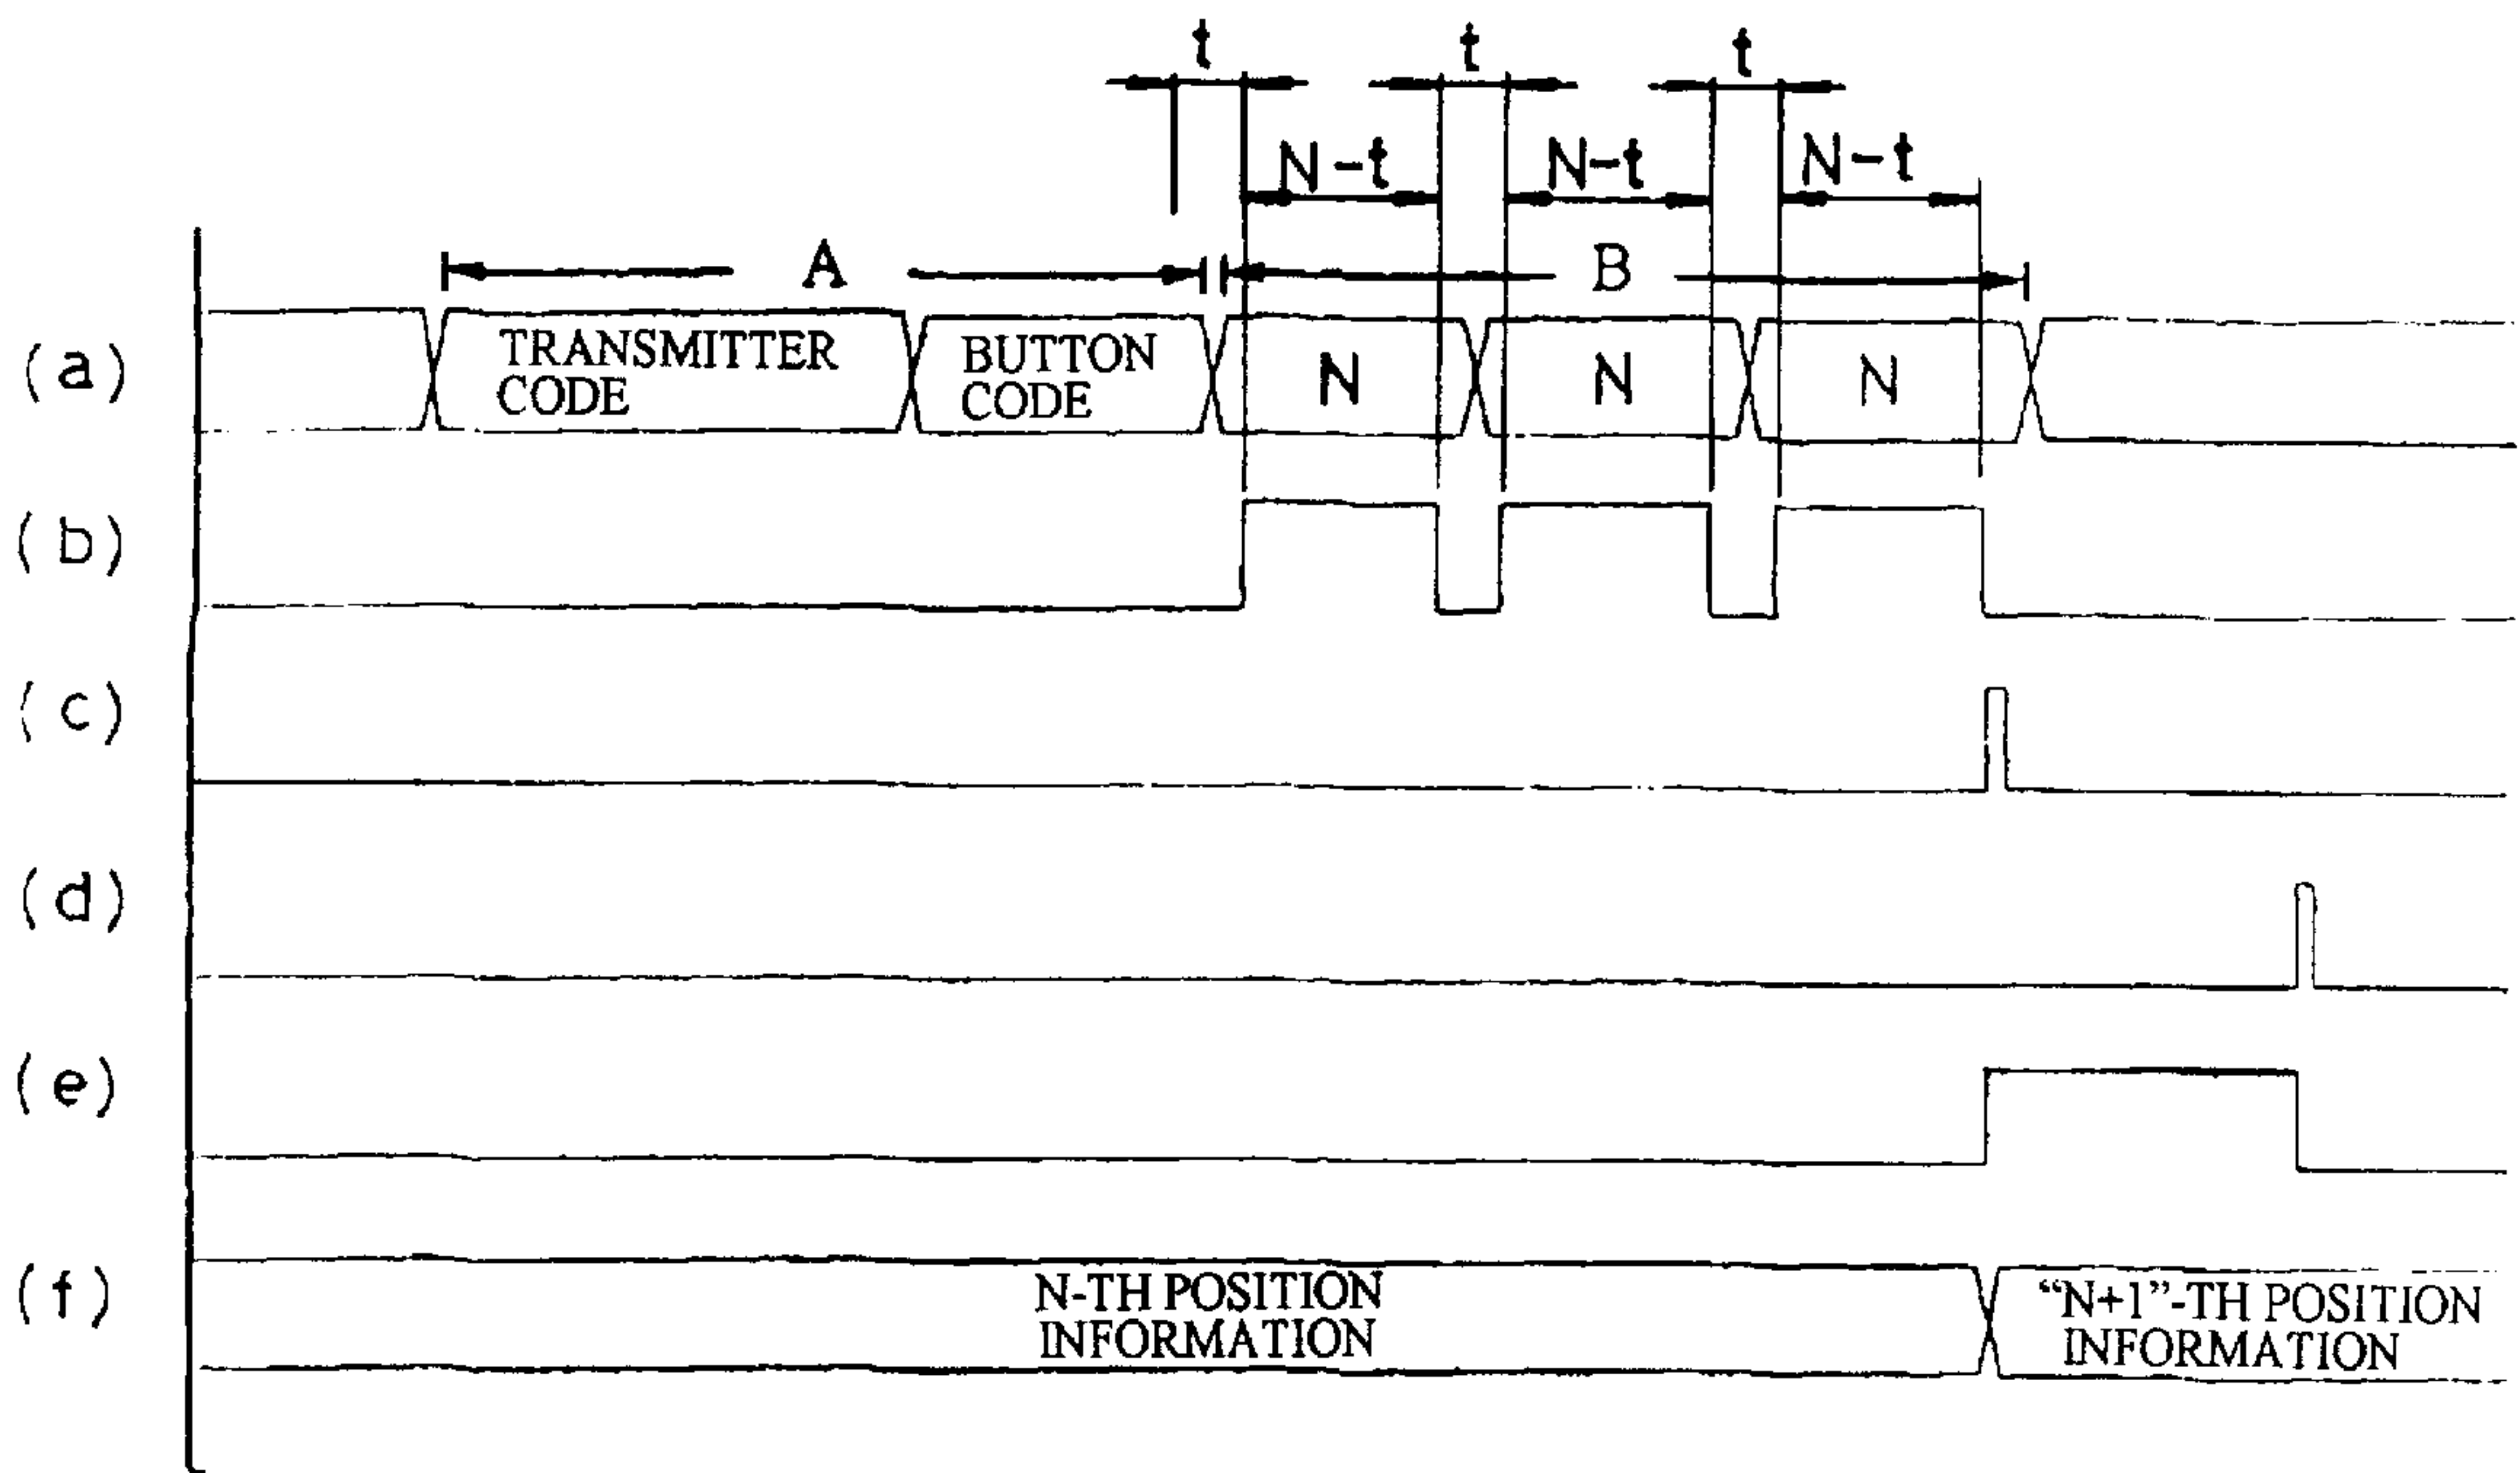 t t t
N-t N-t N-t
A B
(a) TRANSMITTER CODE BUTTON CODE N N N
(b)
(c)
(d)
(e)
(f) N-TH POSITION INFORMATION “N+1”-TH POSITION INFORMATION